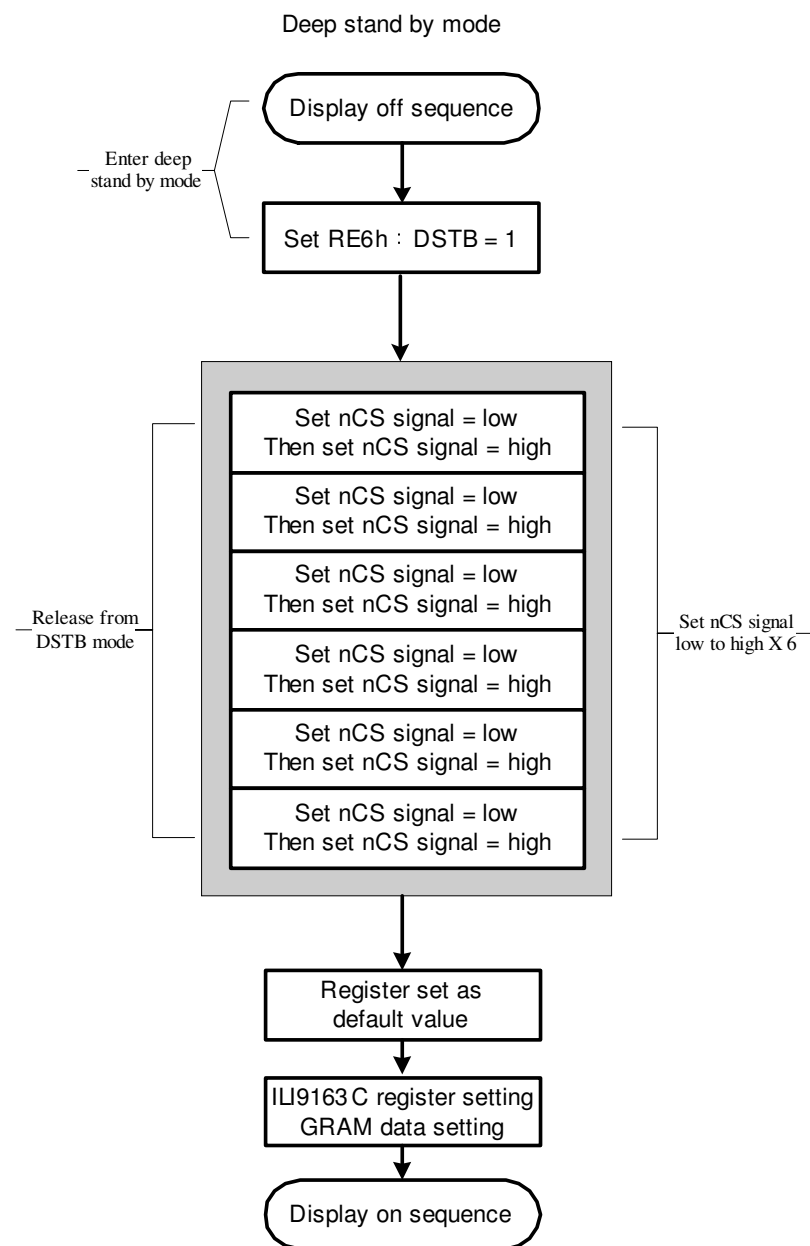 Deep stand by mode
Display off sequence
Enter deep
stand by mode
Set RE6h : DSTB = 1
Set nCS signal = low
Then set nCS signal = high
Set nCS signal = low
Then set nCS signal = high
Set nCS signal = low
Then set nCS signal = high
Set nCS signal = low
Then set nCS signal = high
Set nCS signal = low
Then set nCS signal = high
Set nCS signal = low
Then set nCS signal = high
Release from
DSTB mode
Set nCS signal
low to high X 6
Register set as
default value
ILI9163C register setting
GRAM data setting
Display on sequence